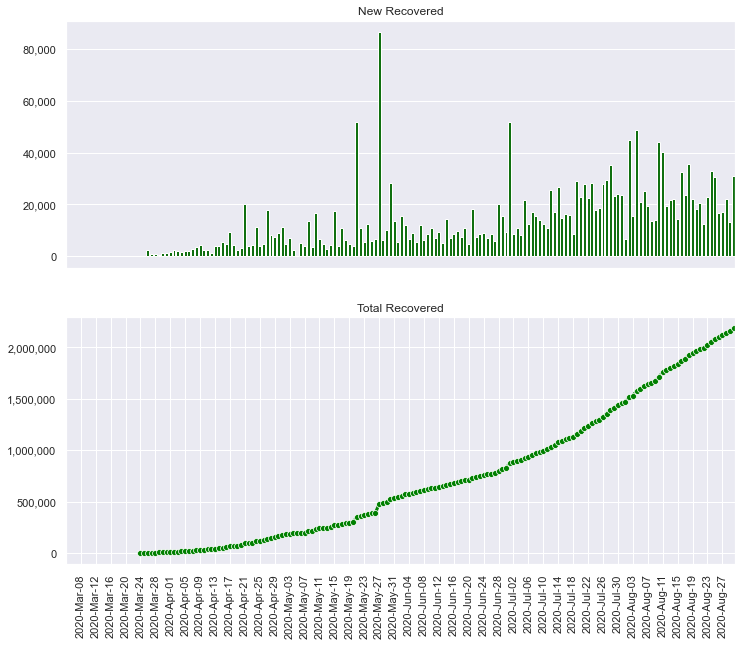 New Recovered
80,000
60,000
40,000
20,000
0
Total Recovered
2,000,000
1,500,000
1,000,000
500,000
0
2020-Mar-08
2020-Mar-12
2020-Mar-16
2020-Mar-20
2020-Mar-24
2020-Mar-28
2020-Apr-01
2020-Apr-05
2020-Apr-09
2020-Apr-13
2020-Apr-17
2020-Apr-21
2020-Apr-25
2020-Apr-29
2020-May-03
2020-May-07
2020-May-11
2020-May-15
2020-May-19
2020-May-23
2020-May-27
2020-May-31
2020-Jun-04
2020-Jun-08
2020-Jun-12
2020-Jun-16
2020-Jun-20
2020-Jun-24
2020-Jun-28
2020-Jul-02
2020-Jul-06
2020-Jul-10
2020-Jul-14
2020-Jul-18
2020-Jul-22
2020-Jul-26
2020-Jul-30
2020-Aug-03
2020-Aug-07
2020-Aug-11
2020-Aug-15
2020-Aug-19
2020-Aug-23
2020-Aug-27